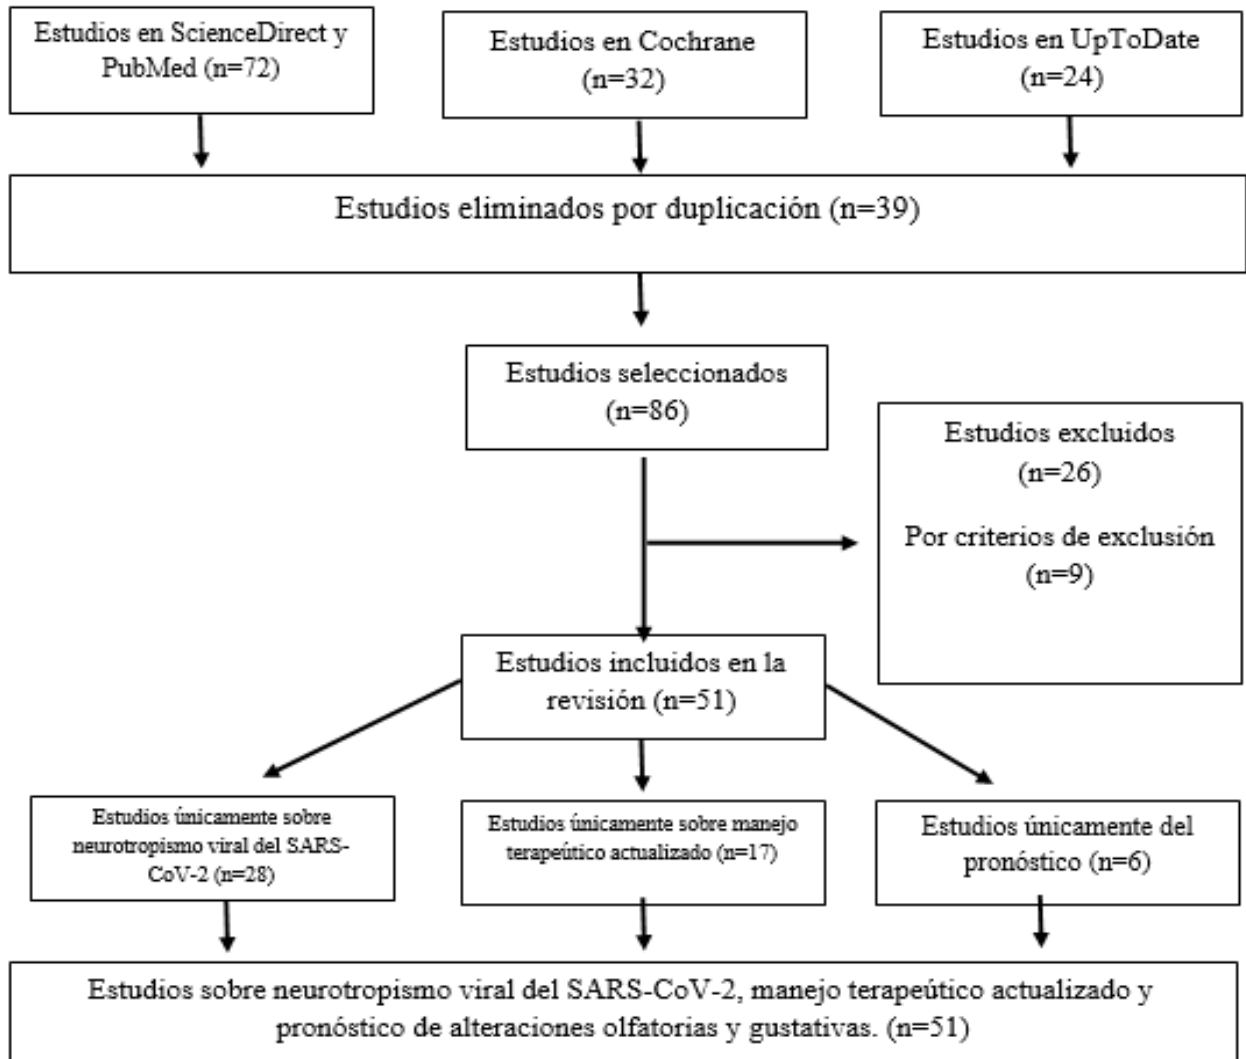 Estudios en ScienceDirect y
PubMed (n=72)
Estudios en Cochrane
(n=32)
Estudios en UpToDate
(n=24)
Estudios eliminados por duplicación (n=39)
Estudios seleccionados
(n=86)
Estudios excluidos
(n=26)
Por criterios de exclusión
(n=9)
Estudios incluidos en la
revisión (n=51)
Estudios únicamente sobre
neurotropismo viral del SARS-
CoV-2 (n=28)
Estudios únicamente sobre manejo
terapeútico actualizado (n=17)
Estudios únicamente del
pronóstico (n=6)
Estudios sobre neurotropismo viral del SARS-CoV-2, manejo terapeútico actualizado y
pronóstico de alteraciones olfatorias y gustativas. (n=51)